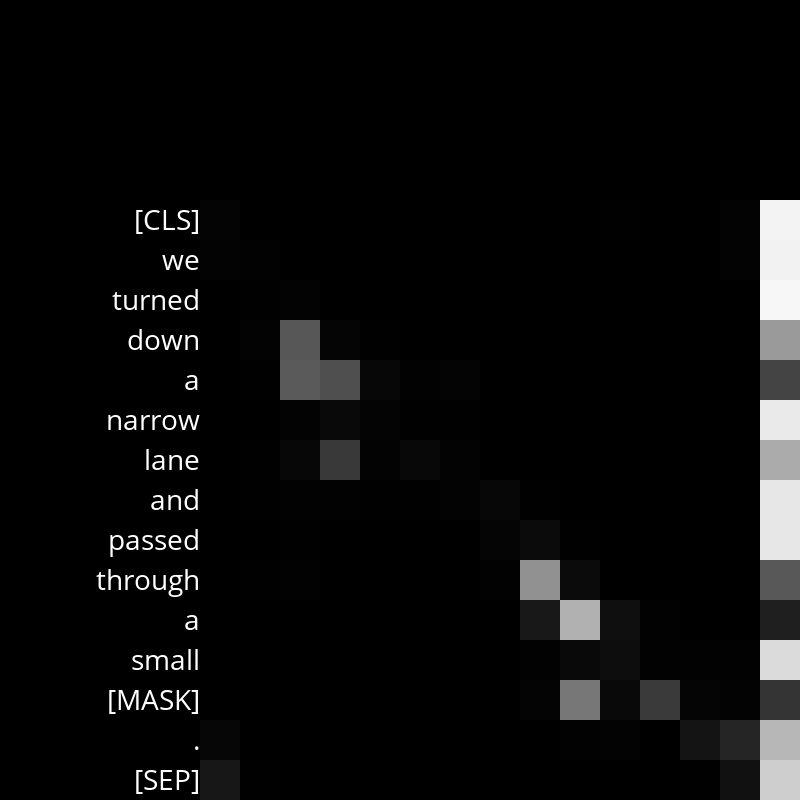 [CLS]
we
turned
down
a
narrow
lane
and
passed
through
a
small
[MASK]
.
[SEP]